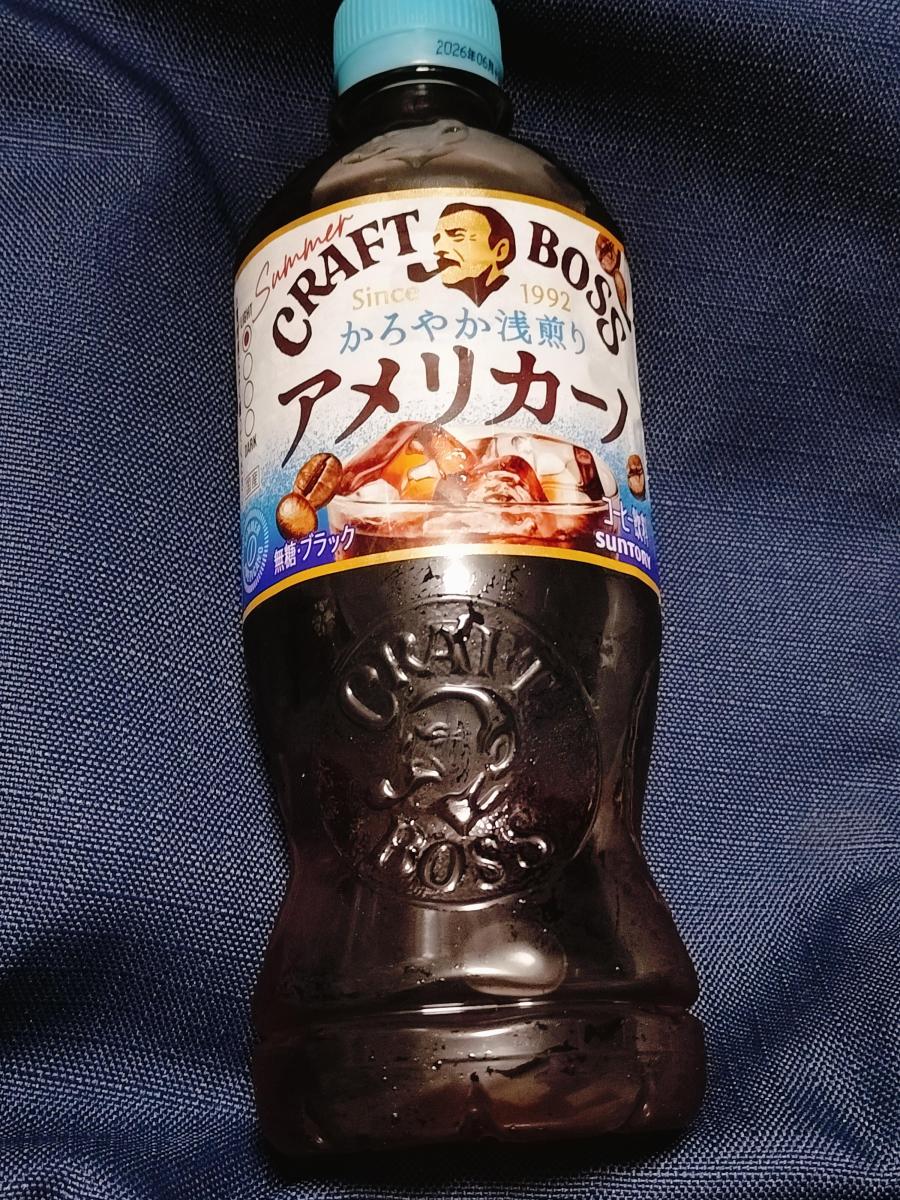 2026年06月
Summer
CRAFT BOSS
Since 1992
かろやか浅煎り
アメリカーノ
LIGHT
DARK
無糖・ブラック
コーヒー飲料
SUNTORY
CRAFT
BOSS